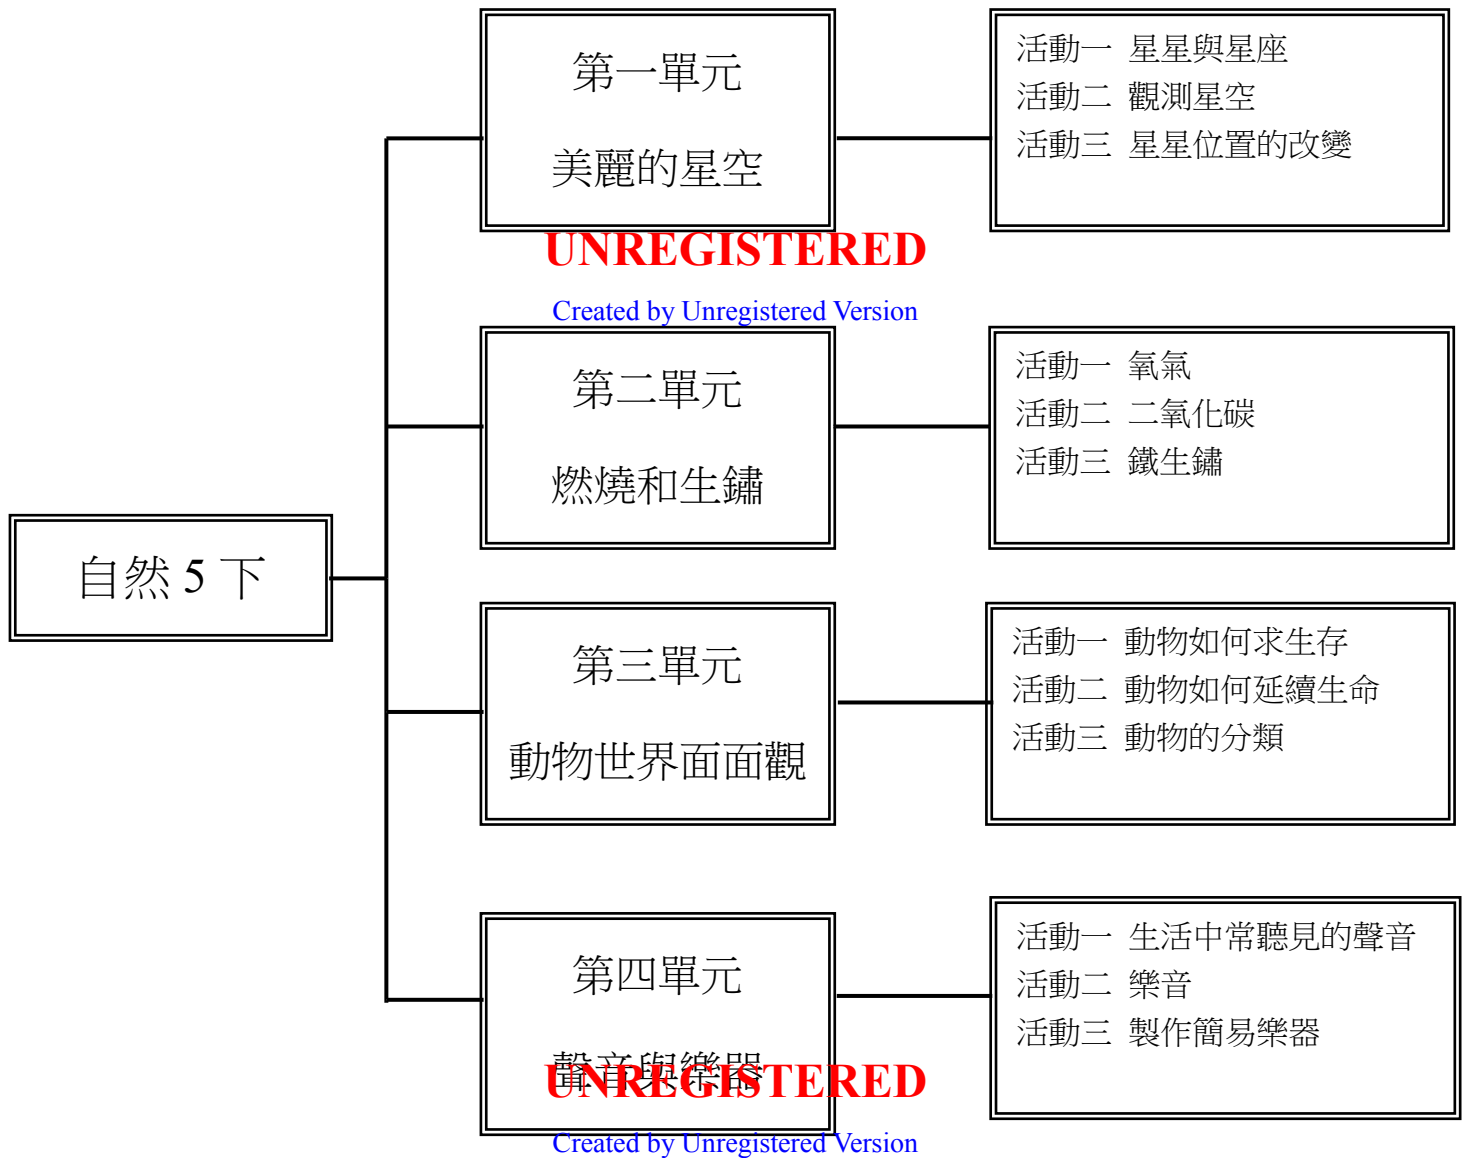 第一單元
美麗的星空
活動一 星星與星座
活動二 觀測星空
活動三 星星位置的改變
UNREGISTERED
Created by Unregistered Version
第二單元
燃燒和生鏽
活動一 氧氣
活動二 二氧化碳
活動三 鐵生鏽
自然 5 下
第三單元
動物世界面面觀
活動一 動物如何求生存
活動二 動物如何延續生命
活動三 動物的分類
第四單元
聲音與樂器
活動一 生活中常聽見的聲音
活動二 樂音
活動三 製作簡易樂器
UNREGISTERED
Created by Unregistered Version